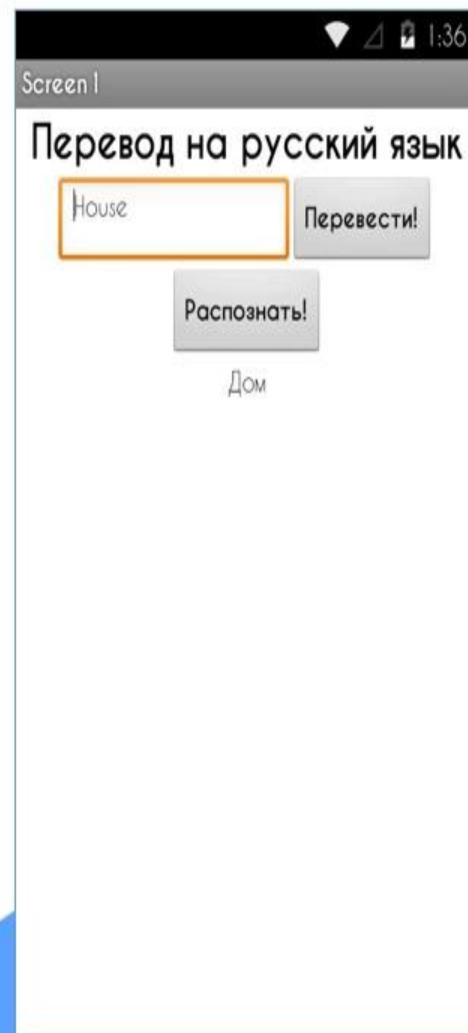 1:36
Screen1
Перевод на русский язык
House
Перевести!
Распознать!
Дом